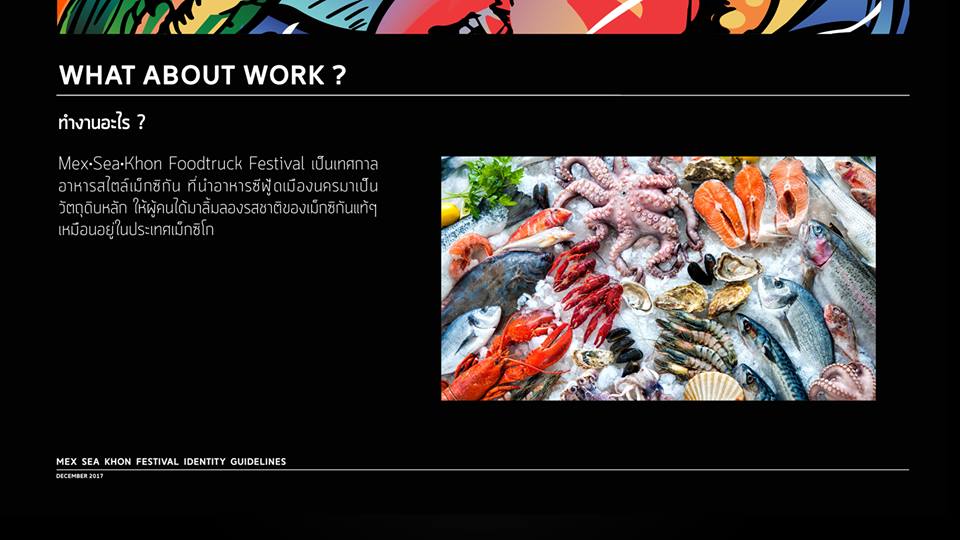 WHAT ABOUT WORK ?
ทำงานอะไร ?
Mex•Sea•Khon Foodtruck Festival เป็นเทศกาล
อาหารสไตล์เม็กซิกัน ที่นำอาหารซีฟู้ดเมืองนครมาเป็น
วัตถุดิบหลัก ให้ผู้คนได้มาลิ้มลองรสชาติของเม็กซิกันแท้ๆ
เหมือนอยู่ในประเทศเม็กซิโก
MEX SEA KHON FESTIVAL IDENTITY GUIDELINES
DECEMBER 2017